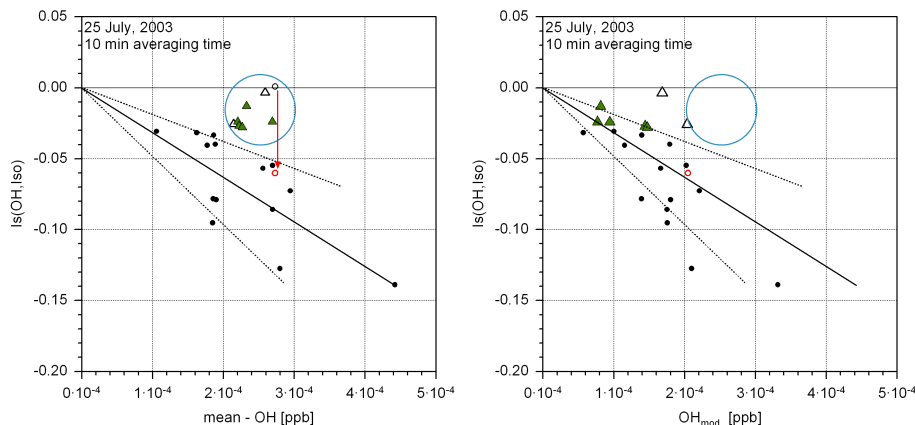 25 July, 2003
10 min averaging time
Is(OH,Iso)
0.05
0.00
-0.05
-0.10
-0.15
-0.20
0·10⁻⁴ 1·10⁻⁴ 2·10⁻⁴ 3·10⁻⁴ 4·10⁻⁴ 5·10⁻⁴
mean - OH [ppb]
25 July, 2003
10 min averaging time
Is(OH,Iso)
0.05
0.00
-0.05
-0.10
-0.15
-0.20
0·10⁻⁴ 1·10⁻⁴ 2·10⁻⁴ 3·10⁻⁴ 4·10⁻⁴ 5·10⁻⁴
OHmod [ppb]